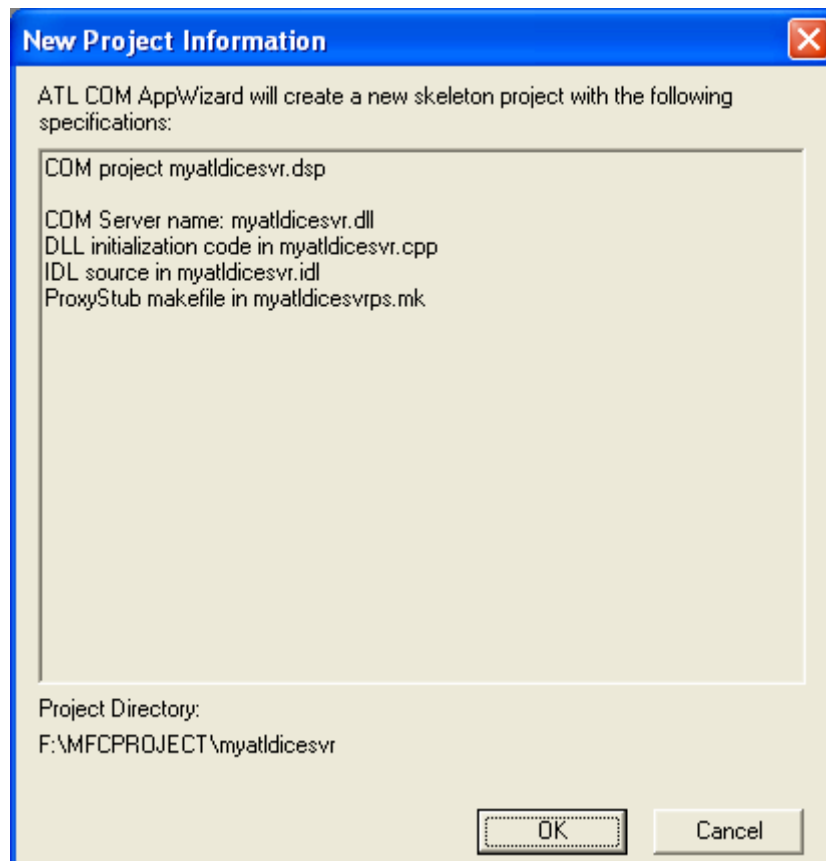 New Project Information
ATL COM AppWizard will create a new skeleton project with the following
specifications:
COM project myatldicesvr.dsp
COM Server name: myatldicesvr.dll
DLL initialization code in myatldicesvr.cpp
IDL source in myatldicesvr.idl
ProxyStub makefile in myatldicesvrps.mk
Project Directory:
F:\MFCPROJECT\myatldicesvr
OK
Cancel